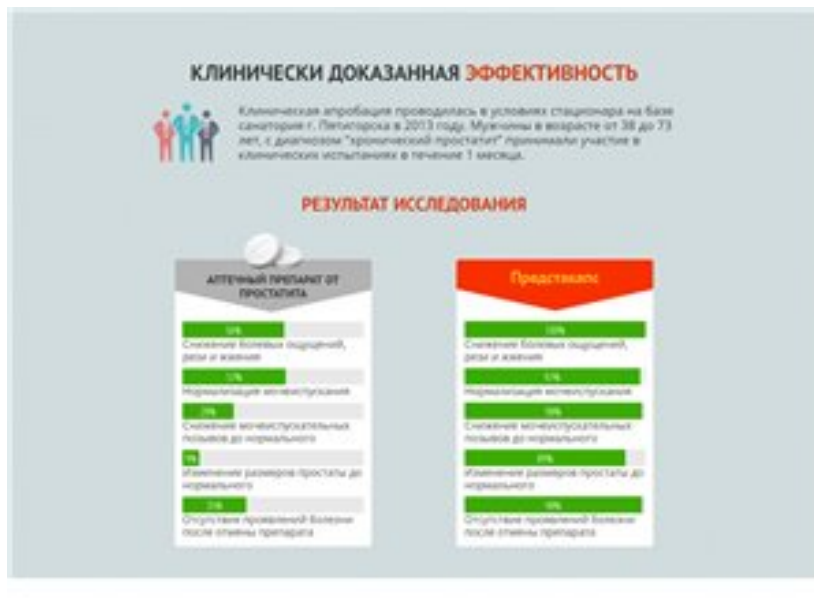 КЛИНИЧЕСКИ ДОКАЗАННАЯ ЭФФЕКТИВНОСТЬ
Клиническая апробация проводилась в условиях стационара на базе
санатория г. Пятигорска в 2013 году. Мужчины в возрасте от 38 до 73
лет, с диагнозом "хронический простатит" принимали участие в
клинических испытаниях в течение 1 месяца.
РЕЗУЛЬТАТ ИССЛЕДОВАНИЯ
АПТЕЧНЫЙ ПРЕПАРАТ ОТ
ПРОСТАТИТА
Снижение болевых ощущений,
рези и жжения
Нормализация мочеиспускания
Снижение мочеиспускательных
позывов до нормального
9%
Изменение размеров простаты до
нормального
Отсутствие проявлений болезни
после отмены препарата
Предстакапс
100%
Снижение болевых ощущений,
рези и жжения
Нормализация мочеиспускания
Снижение мочеиспускательных
позывов до нормального
Изменение размеров простаты до
нормального
Отсутствие проявлений болезни
после отмены препарата